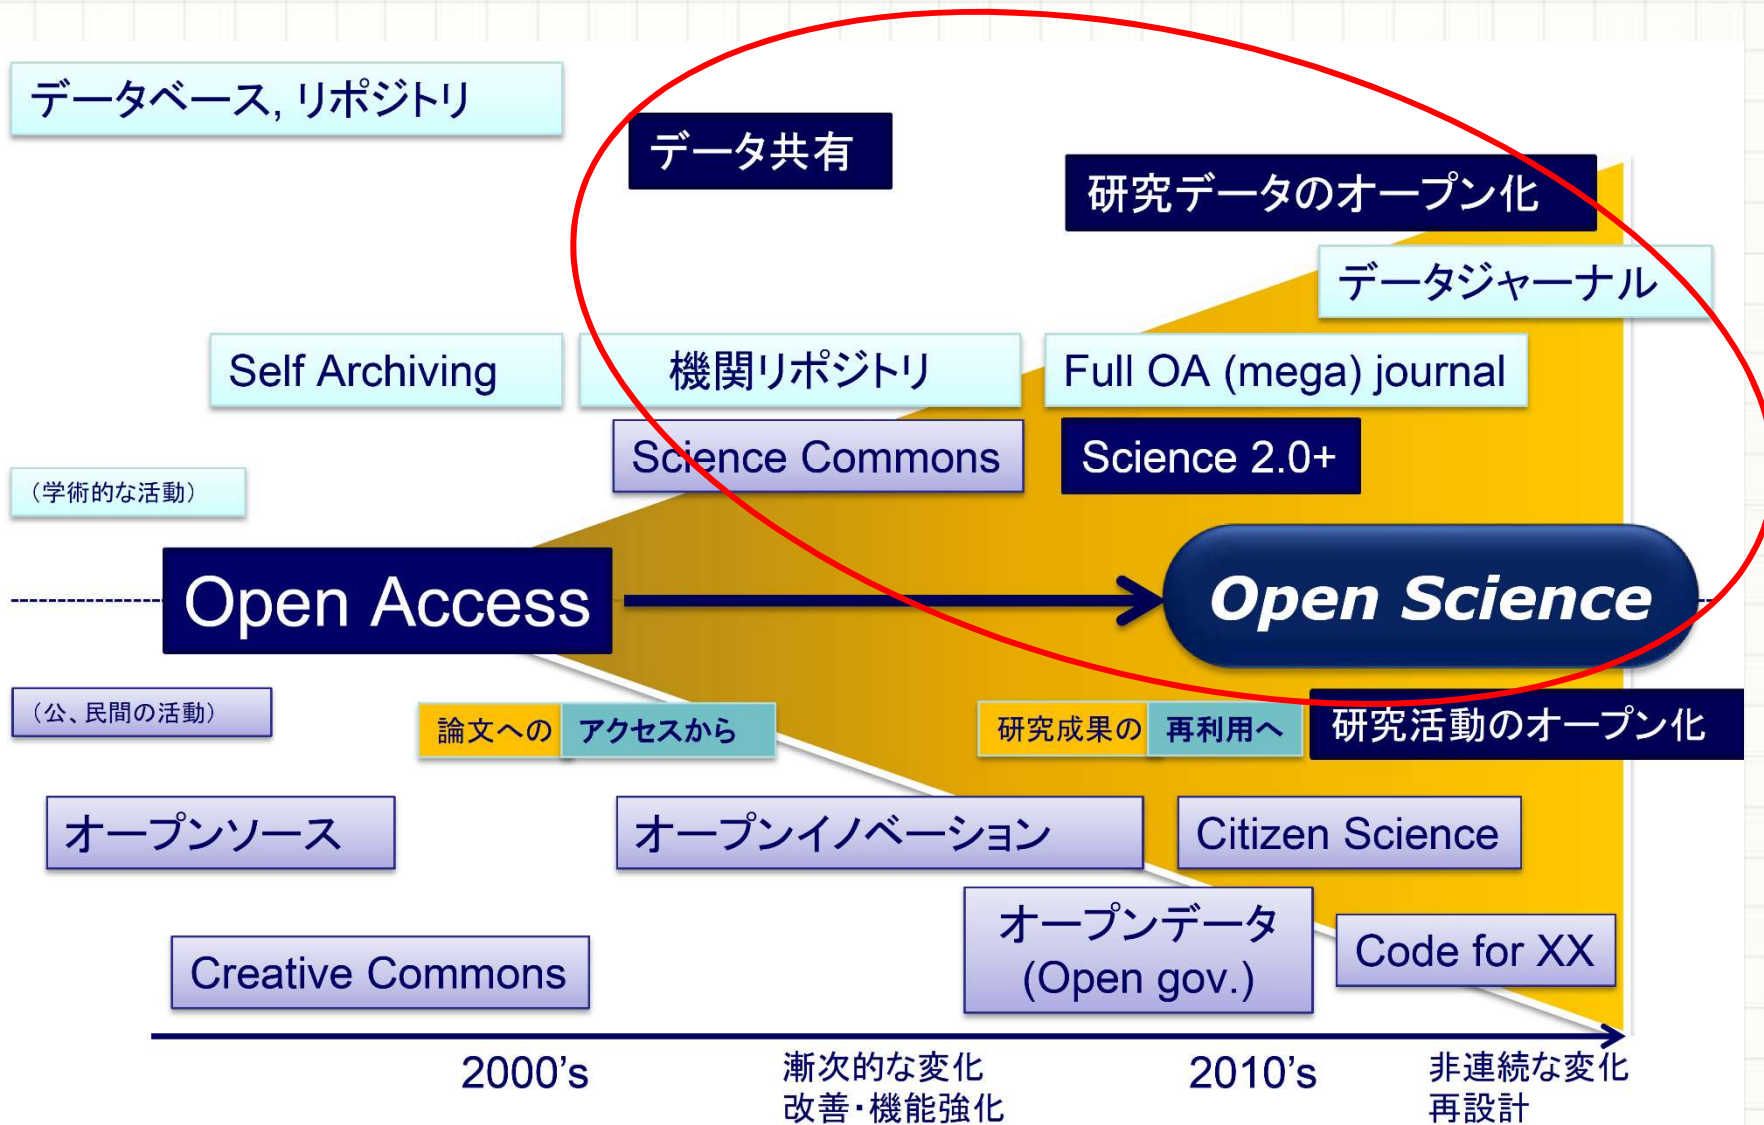 データベース, リポジトリ
データ共有
研究データのオープン化
データジャーナル
Self Archiving
機関リポジトリ
Full OA (mega) journal
Science Commons
Science 2.0+
（学術的な活動）
Open Access
Open Science
（公、民間の活動）
論文への アクセスから
研究成果の 再利用へ
研究活動のオープン化
オープンソース
オープンイノベーション
Citizen Science
オープンデータ
(Open gov.)
Code for XX
Creative Commons
2000's
漸次的な変化
改善・機能強化
2010's
非連続な変化
再設計